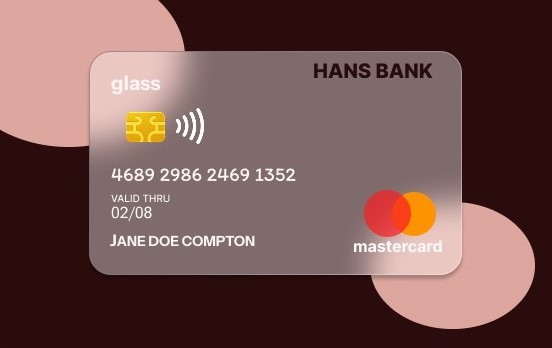 HANS BANK
glass
4689 2986 2469 1352
VALID THRU
02/08
JANE DOE COMPTON
mastercard